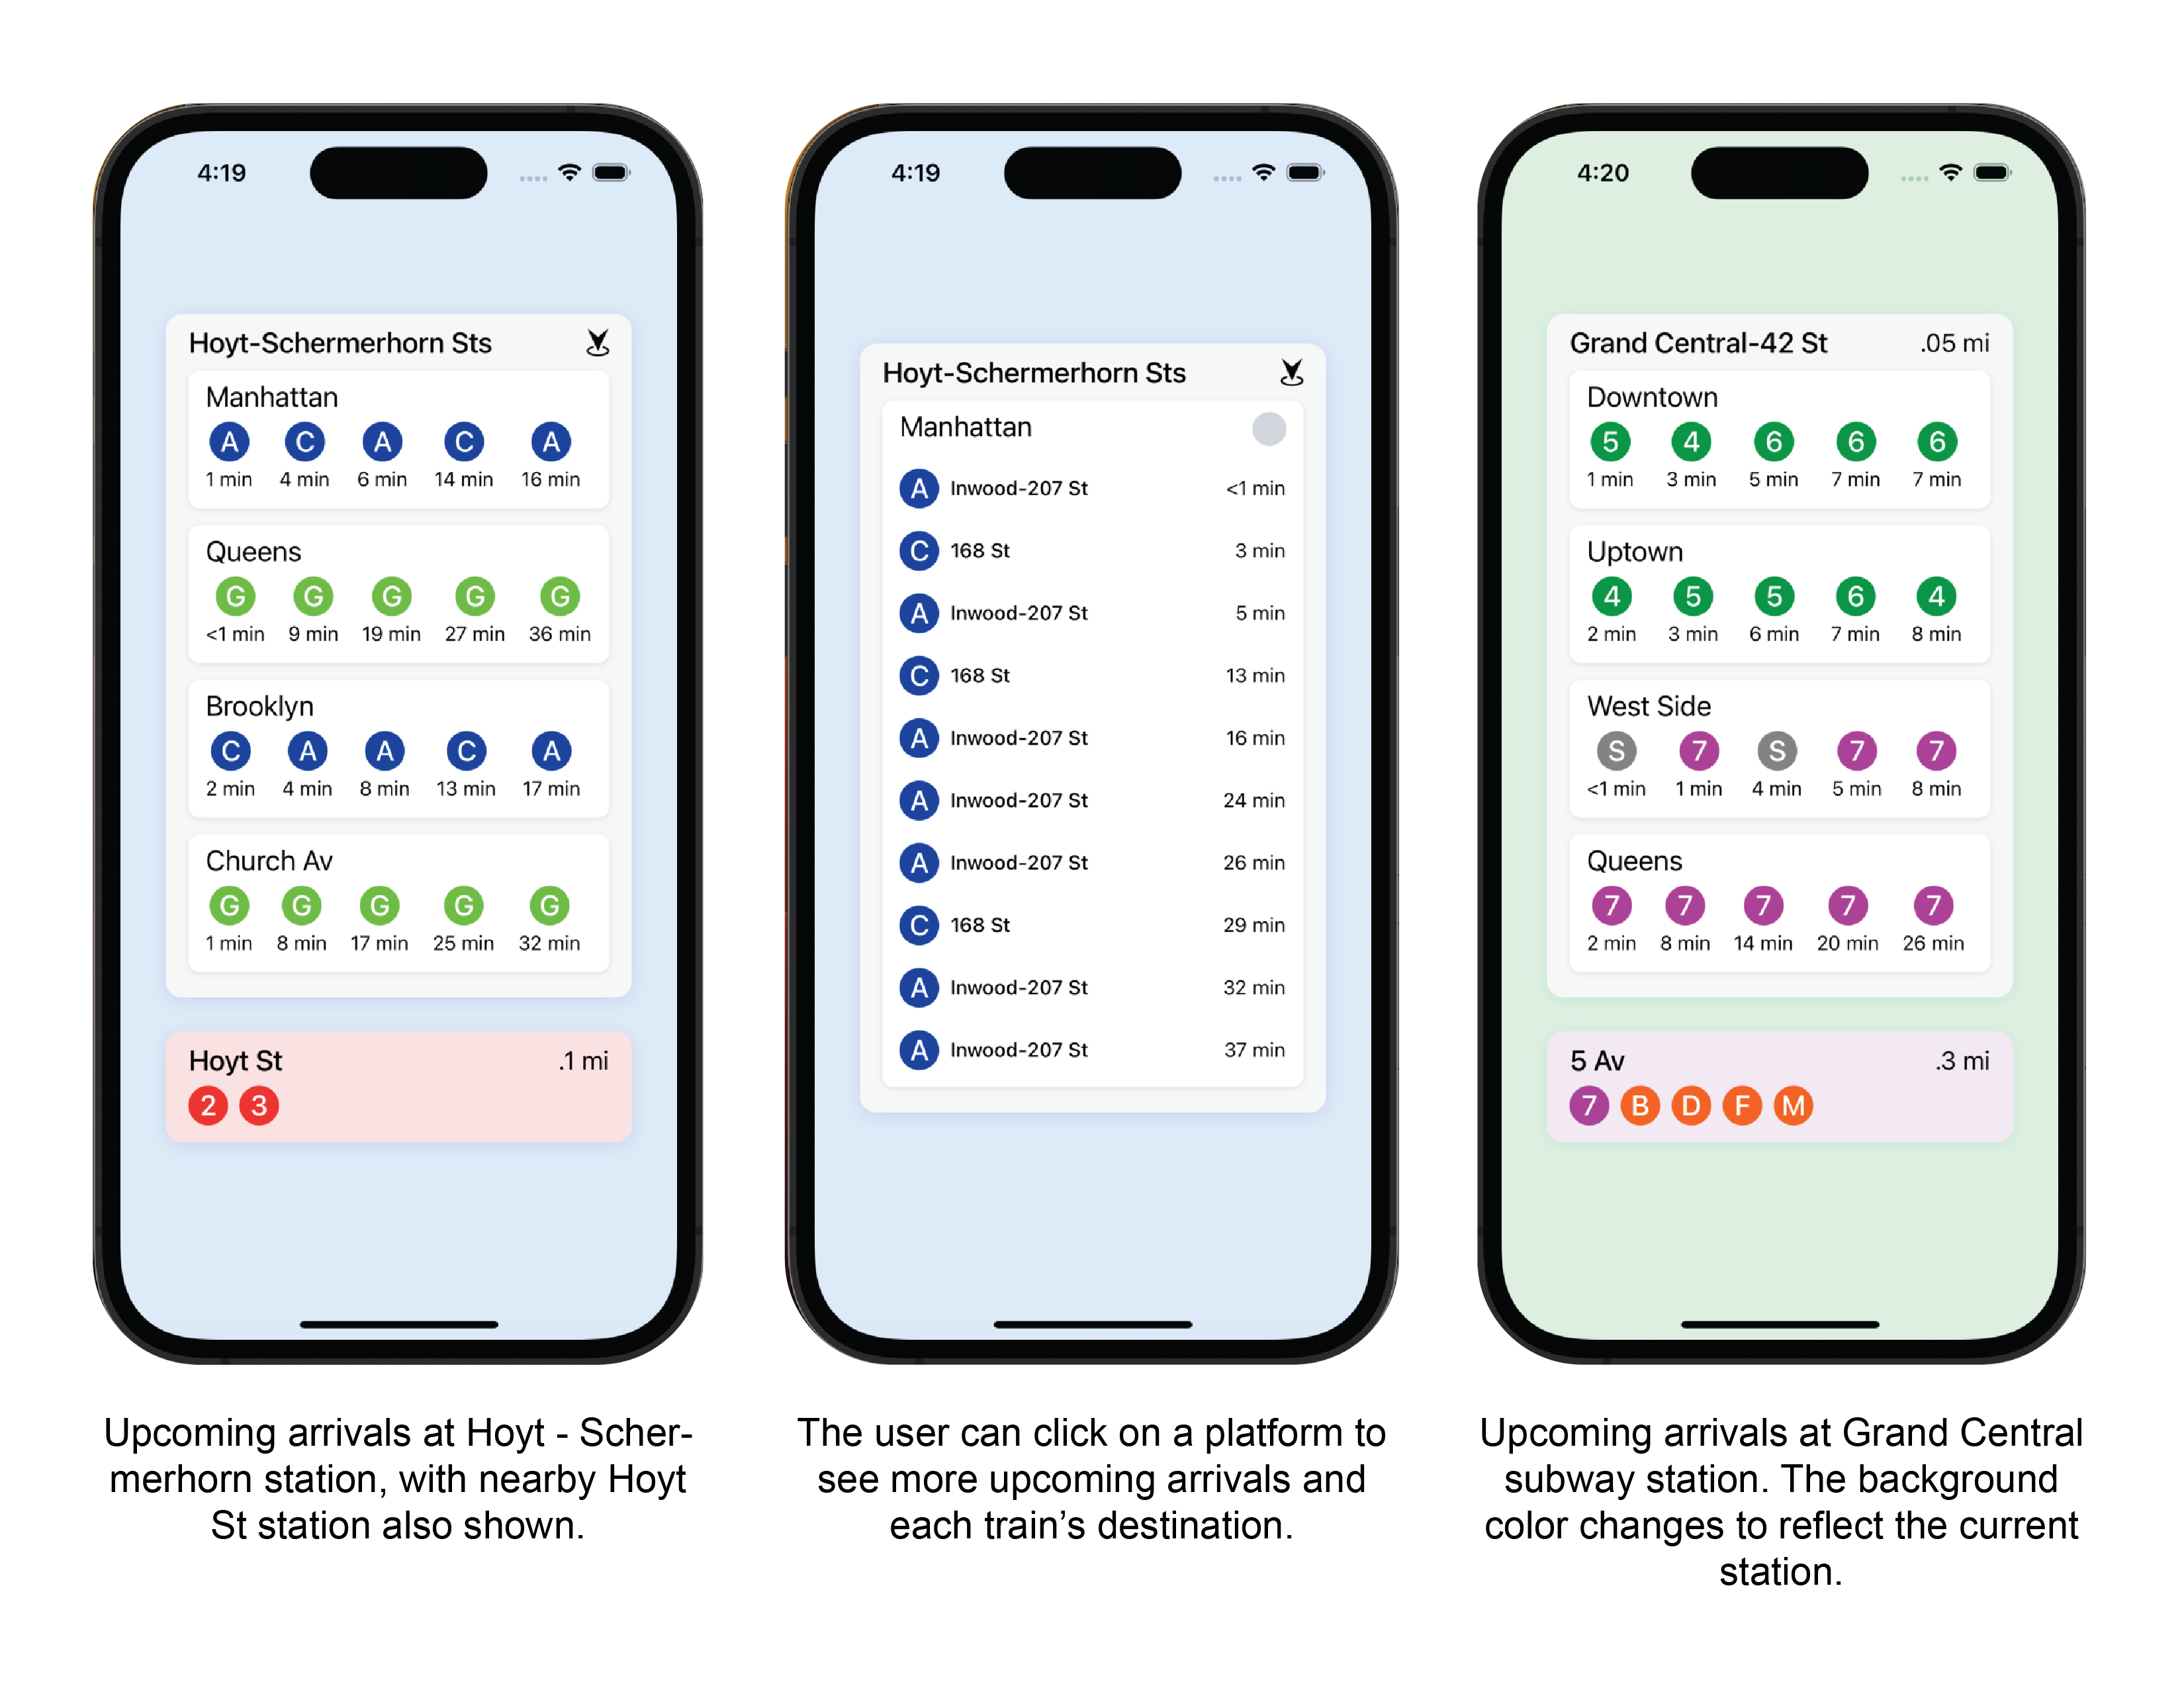 4:19
Hoyt-Schermerhorn Sts
Manhattan
A C A C A
1 min 4 min 6 min 14 min 16 min
Queens
G G G G G
<1 min 9 min 19 min 27 min 36 min
Brooklyn
C A A C A
2 min 4 min 8 min 13 min 17 min
Church Av
G G G G G
1 min 8 min 17 min 25 min 32 min
Hoyt St .1 mi
2 3
Upcoming arrivals at Hoyt - Scher-
merhorn station, with nearby Hoyt
St station also shown.
4:19
Hoyt-Schermerhorn Sts
Manhattan
A Inwood-207 St <1 min
C 168 St 3 min
A Inwood-207 St 5 min
C 168 St 13 min
A Inwood-207 St 16 min
A Inwood-207 St 24 min
A Inwood-207 St 26 min
C 168 St 29 min
A Inwood-207 St 32 min
A Inwood-207 St 37 min
The user can click on a platform to
see more upcoming arrivals and
each train’s destination.
4:20
Grand Central-42 St .05 mi
Downtown
5 4 6 6 6
1 min 3 min 5 min 7 min 7 min
Uptown
4 5 5 6 4
2 min 3 min 6 min 7 min 8 min
West Side
S 7 S 7 7
<1 min 1 min 4 min 5 min 8 min
Queens
7 7 7 7 7
2 min 8 min 14 min 20 min 26 min
5 Av .3 mi
7 B D F M
Upcoming arrivals at Grand Central
subway station. The background
color changes to reflect the current
station.